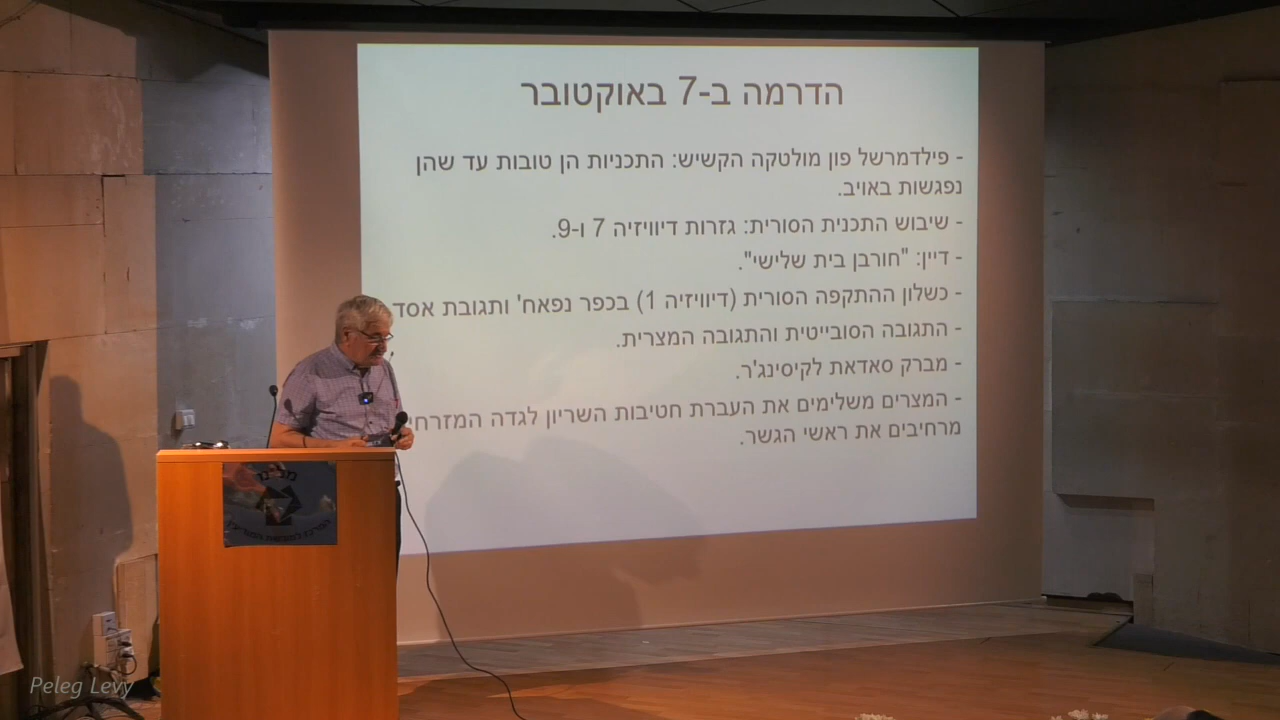 הדרמה ב-7 באוקטובר
- פילדמרשל פון מולטקה הקשיש: התכניות הן טובות עד שהן
נפגשות באויב.
- שיבוש התכנית הסורית: גזרות דיוויזיה 7 ו-9.
- דיין: "חורבן בית שלישי".
- כשלון ההתקפה הסורית (דיוויזיה 1) בכפר נפאח' ותגובת אסד
- התגובה הסובייטית והתגובה המצרית.
- מברק סאדאת לקיסינג'ר.
- המצרים משלימים את העברת חטיבות השריון לגדה המזרחי
מרחיבים את ראשי הגשר.
Peleg Levy